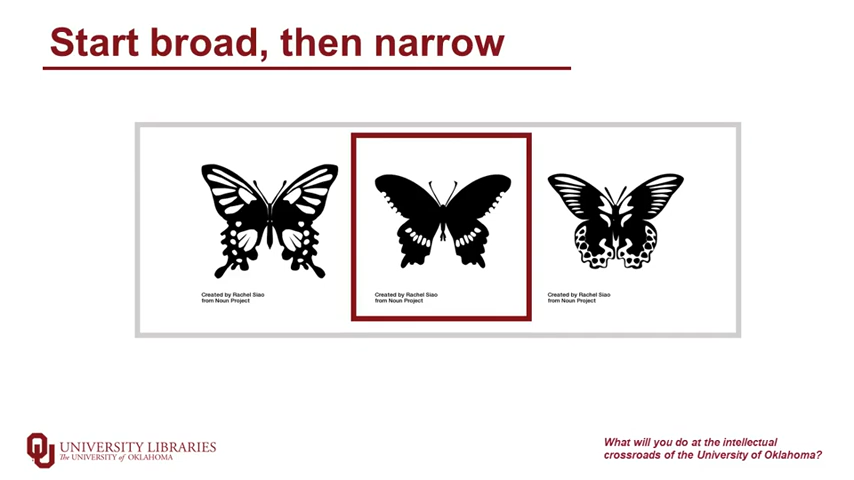 Start broad, then narrow
Created by Rachel Siao
from Noun Project
Created by Rachel Siao
from Noun Project
Created by Rachel Siao
from Noun Project
OU
UNIVERSITY LIBRARIES
The UNIVERSITY of OKLAHOMA
What will you do at the intellectual
crossroads of the University of Oklahoma?